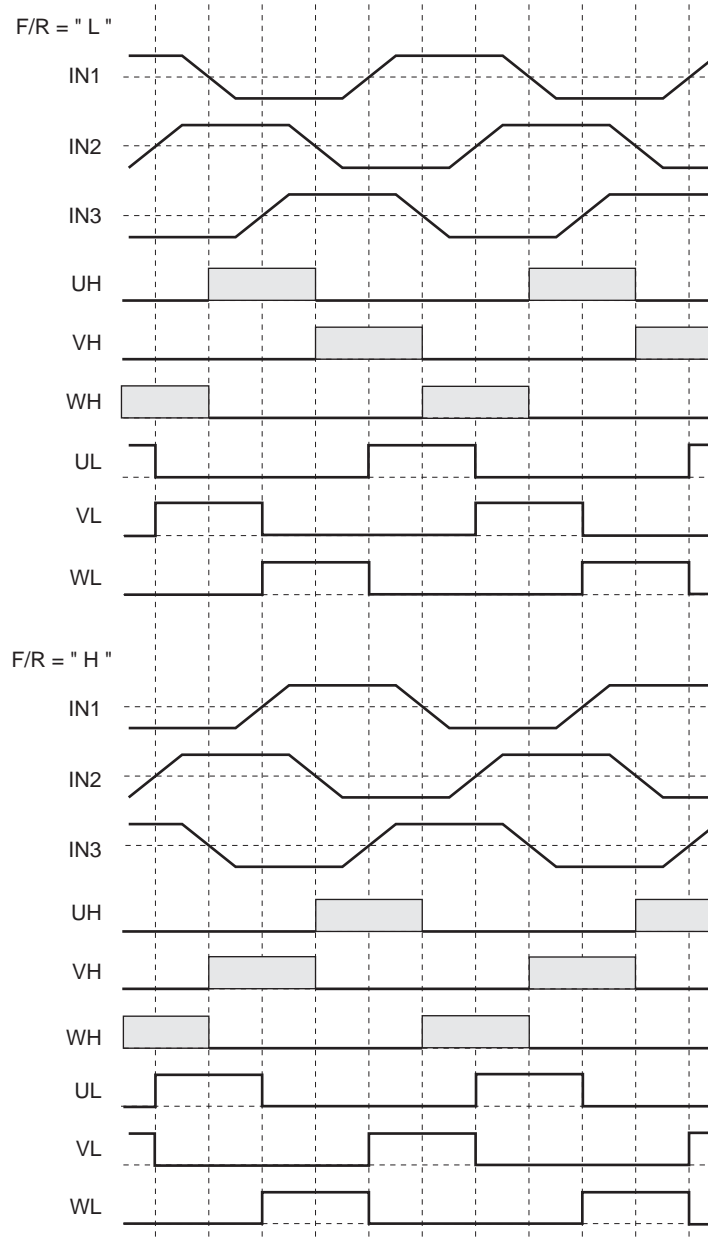 F/R = " L "
IN1
IN2
IN3
UH
VH
WH
UL
VL
WL
F/R = " H "
IN1
IN2
IN3
UH
VH
WH
UL
VL
WL